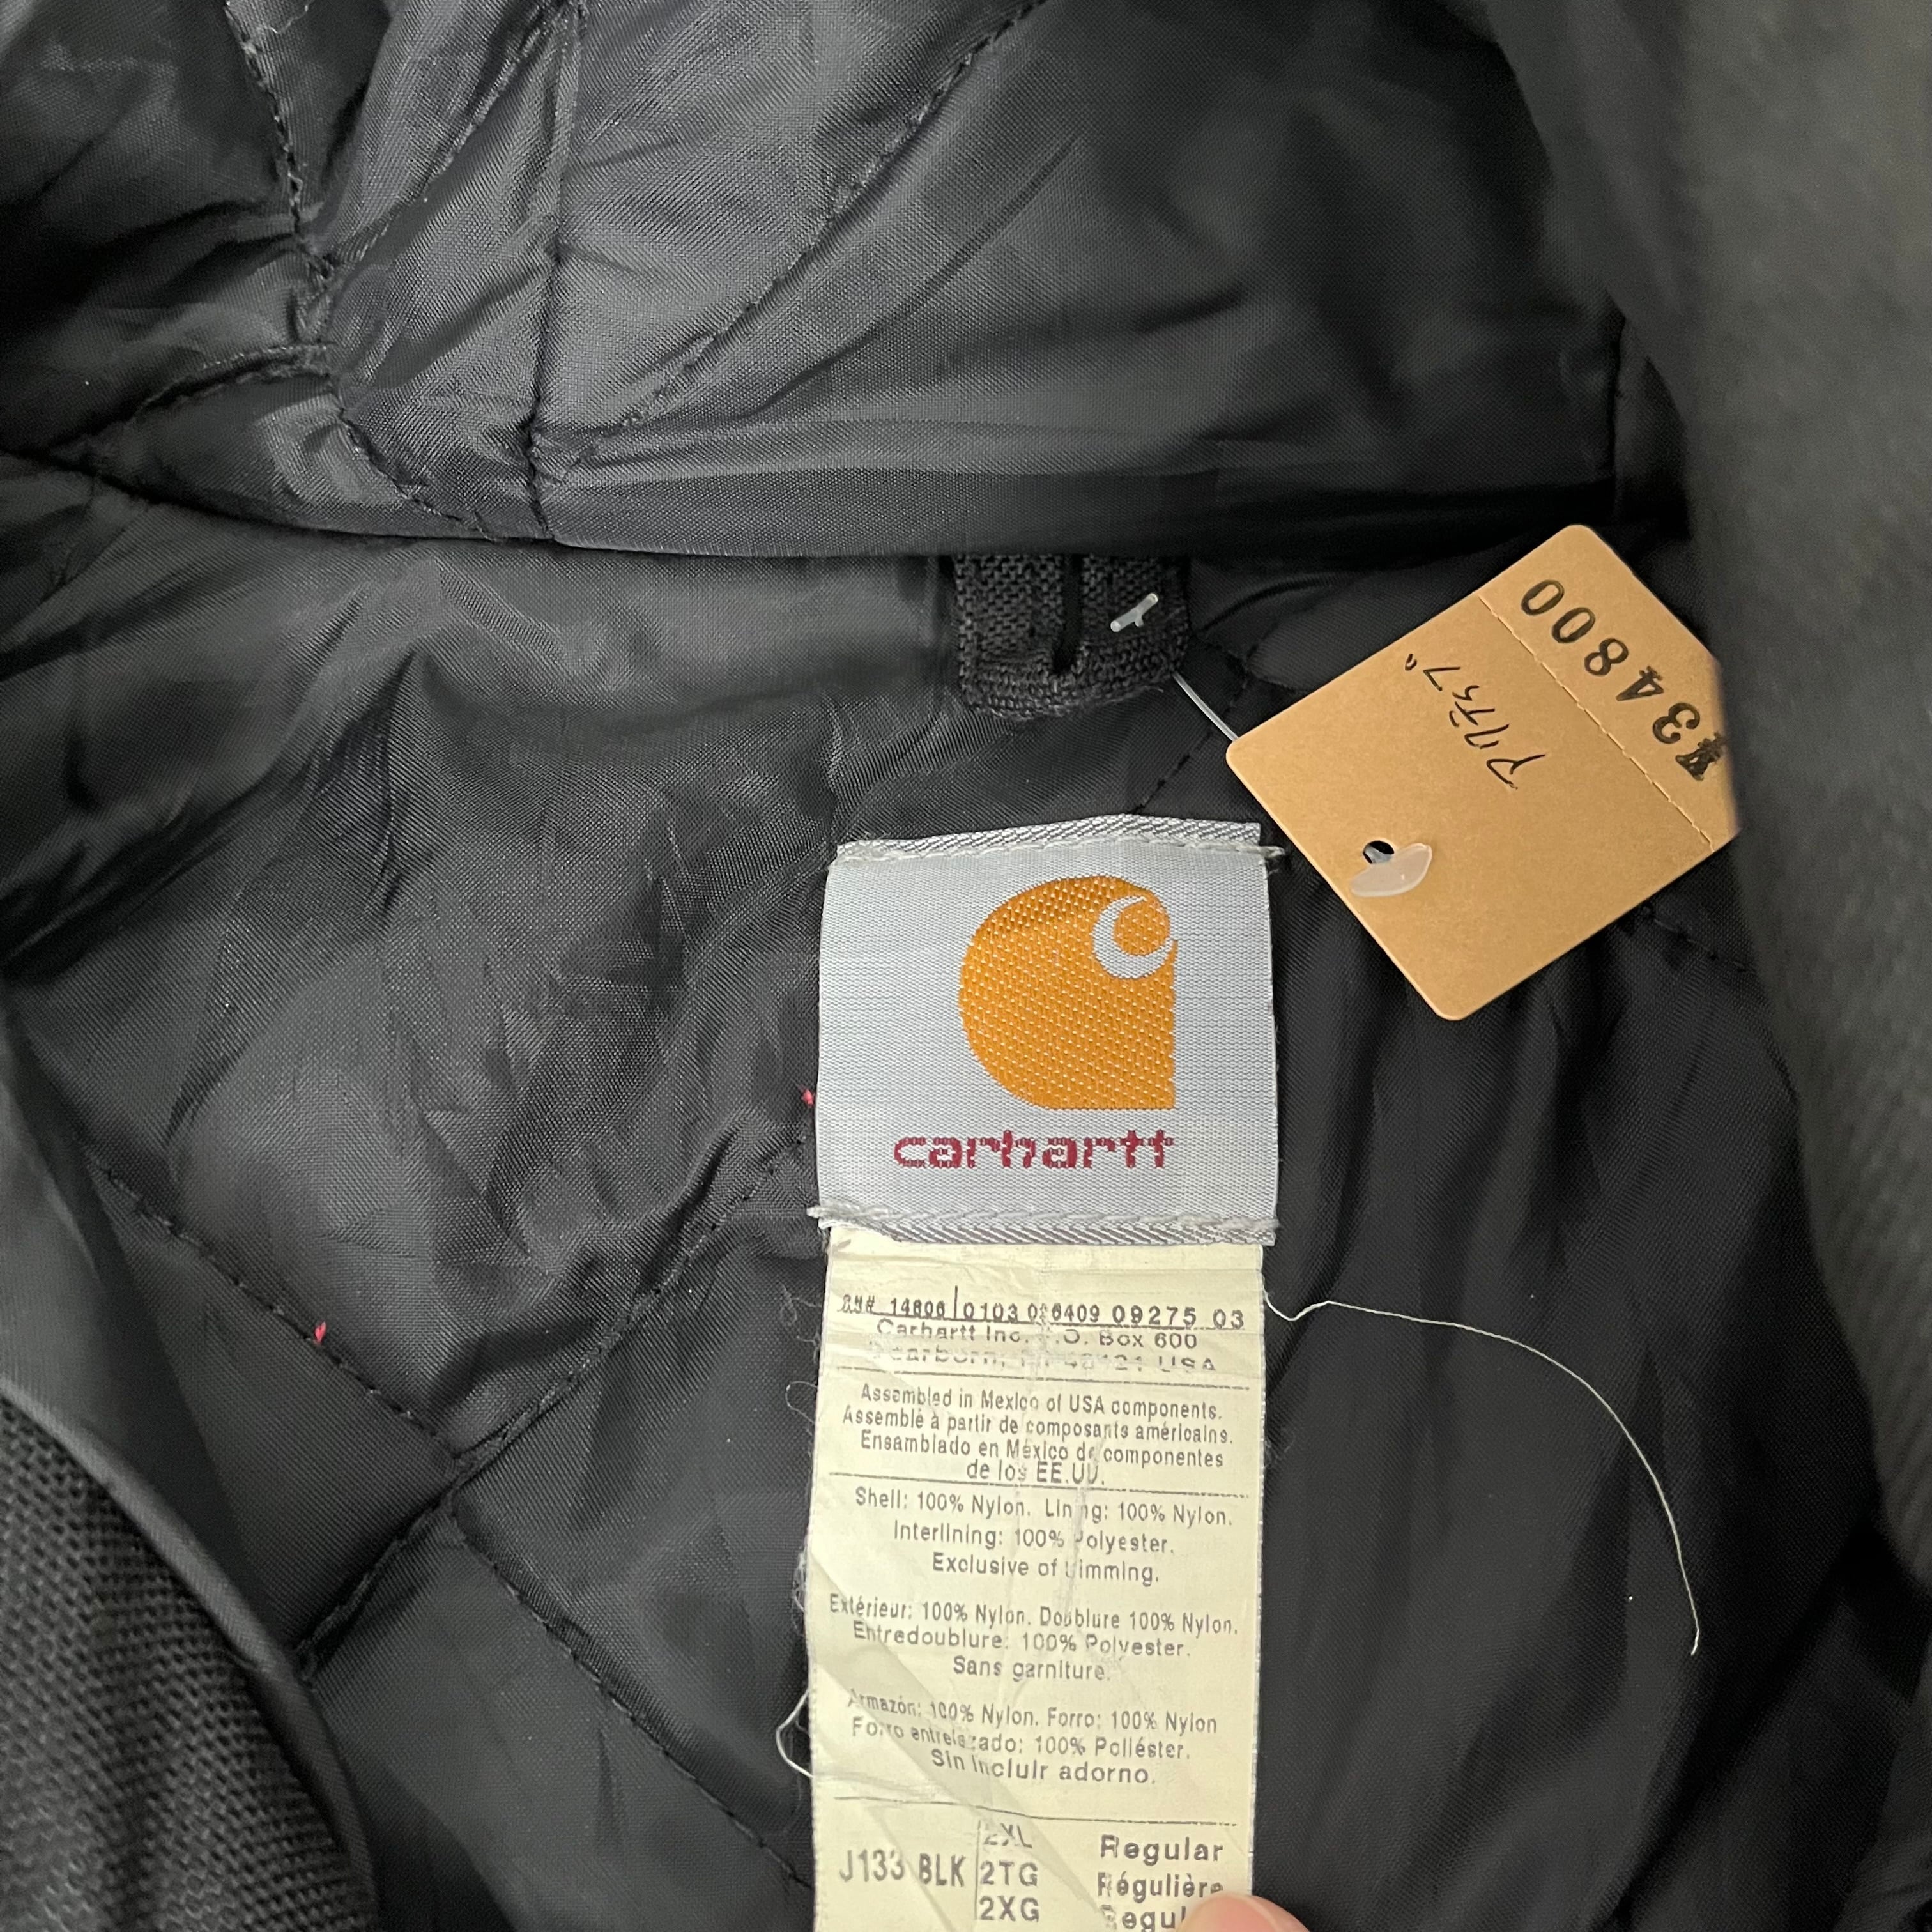 ¥34800
carhartt
RN# 14806 0103 09275 03
Carhartt Inc. P.O. Box 600
USA
Assembled in Mexico of USA components.
Assemblé à partir de composants américains.
Ensamblado en México de componentes
de los EE.UU.
Shell: 100% Nylon. Lining: 100% Nylon.
Interlining: 100% Polyester.
Exclusive of trimming.
Extérieur: 100% Nylon. Doublure 100% Nylon.
Entredoublure: 100% Polyester.
Sans garniture.
Armazón: 100% Nylon. Forro: 100% Nylon
Forro entrelazado: 100% Poliéster.
Sin incluir adorno.
J133 BLK
2XL Regular
2TG Régulière
2XG